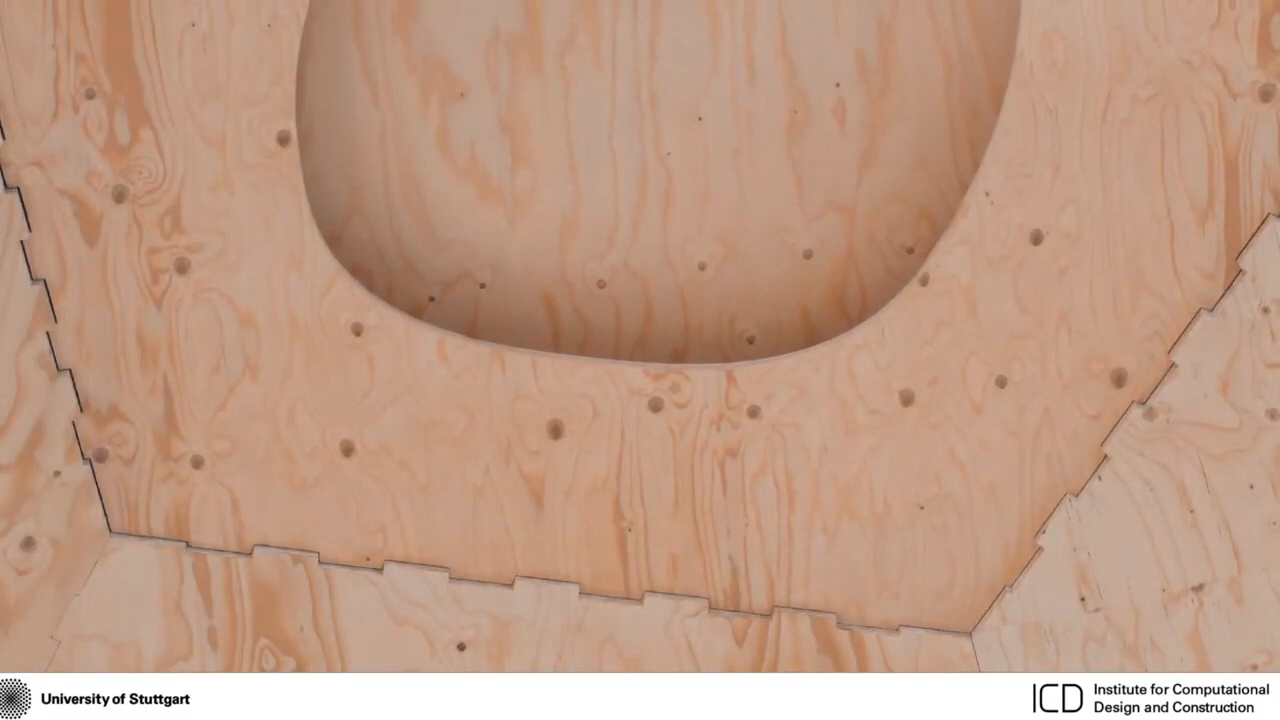 University of Stuttgart
ICD
Institute for Computational
Design and Construction